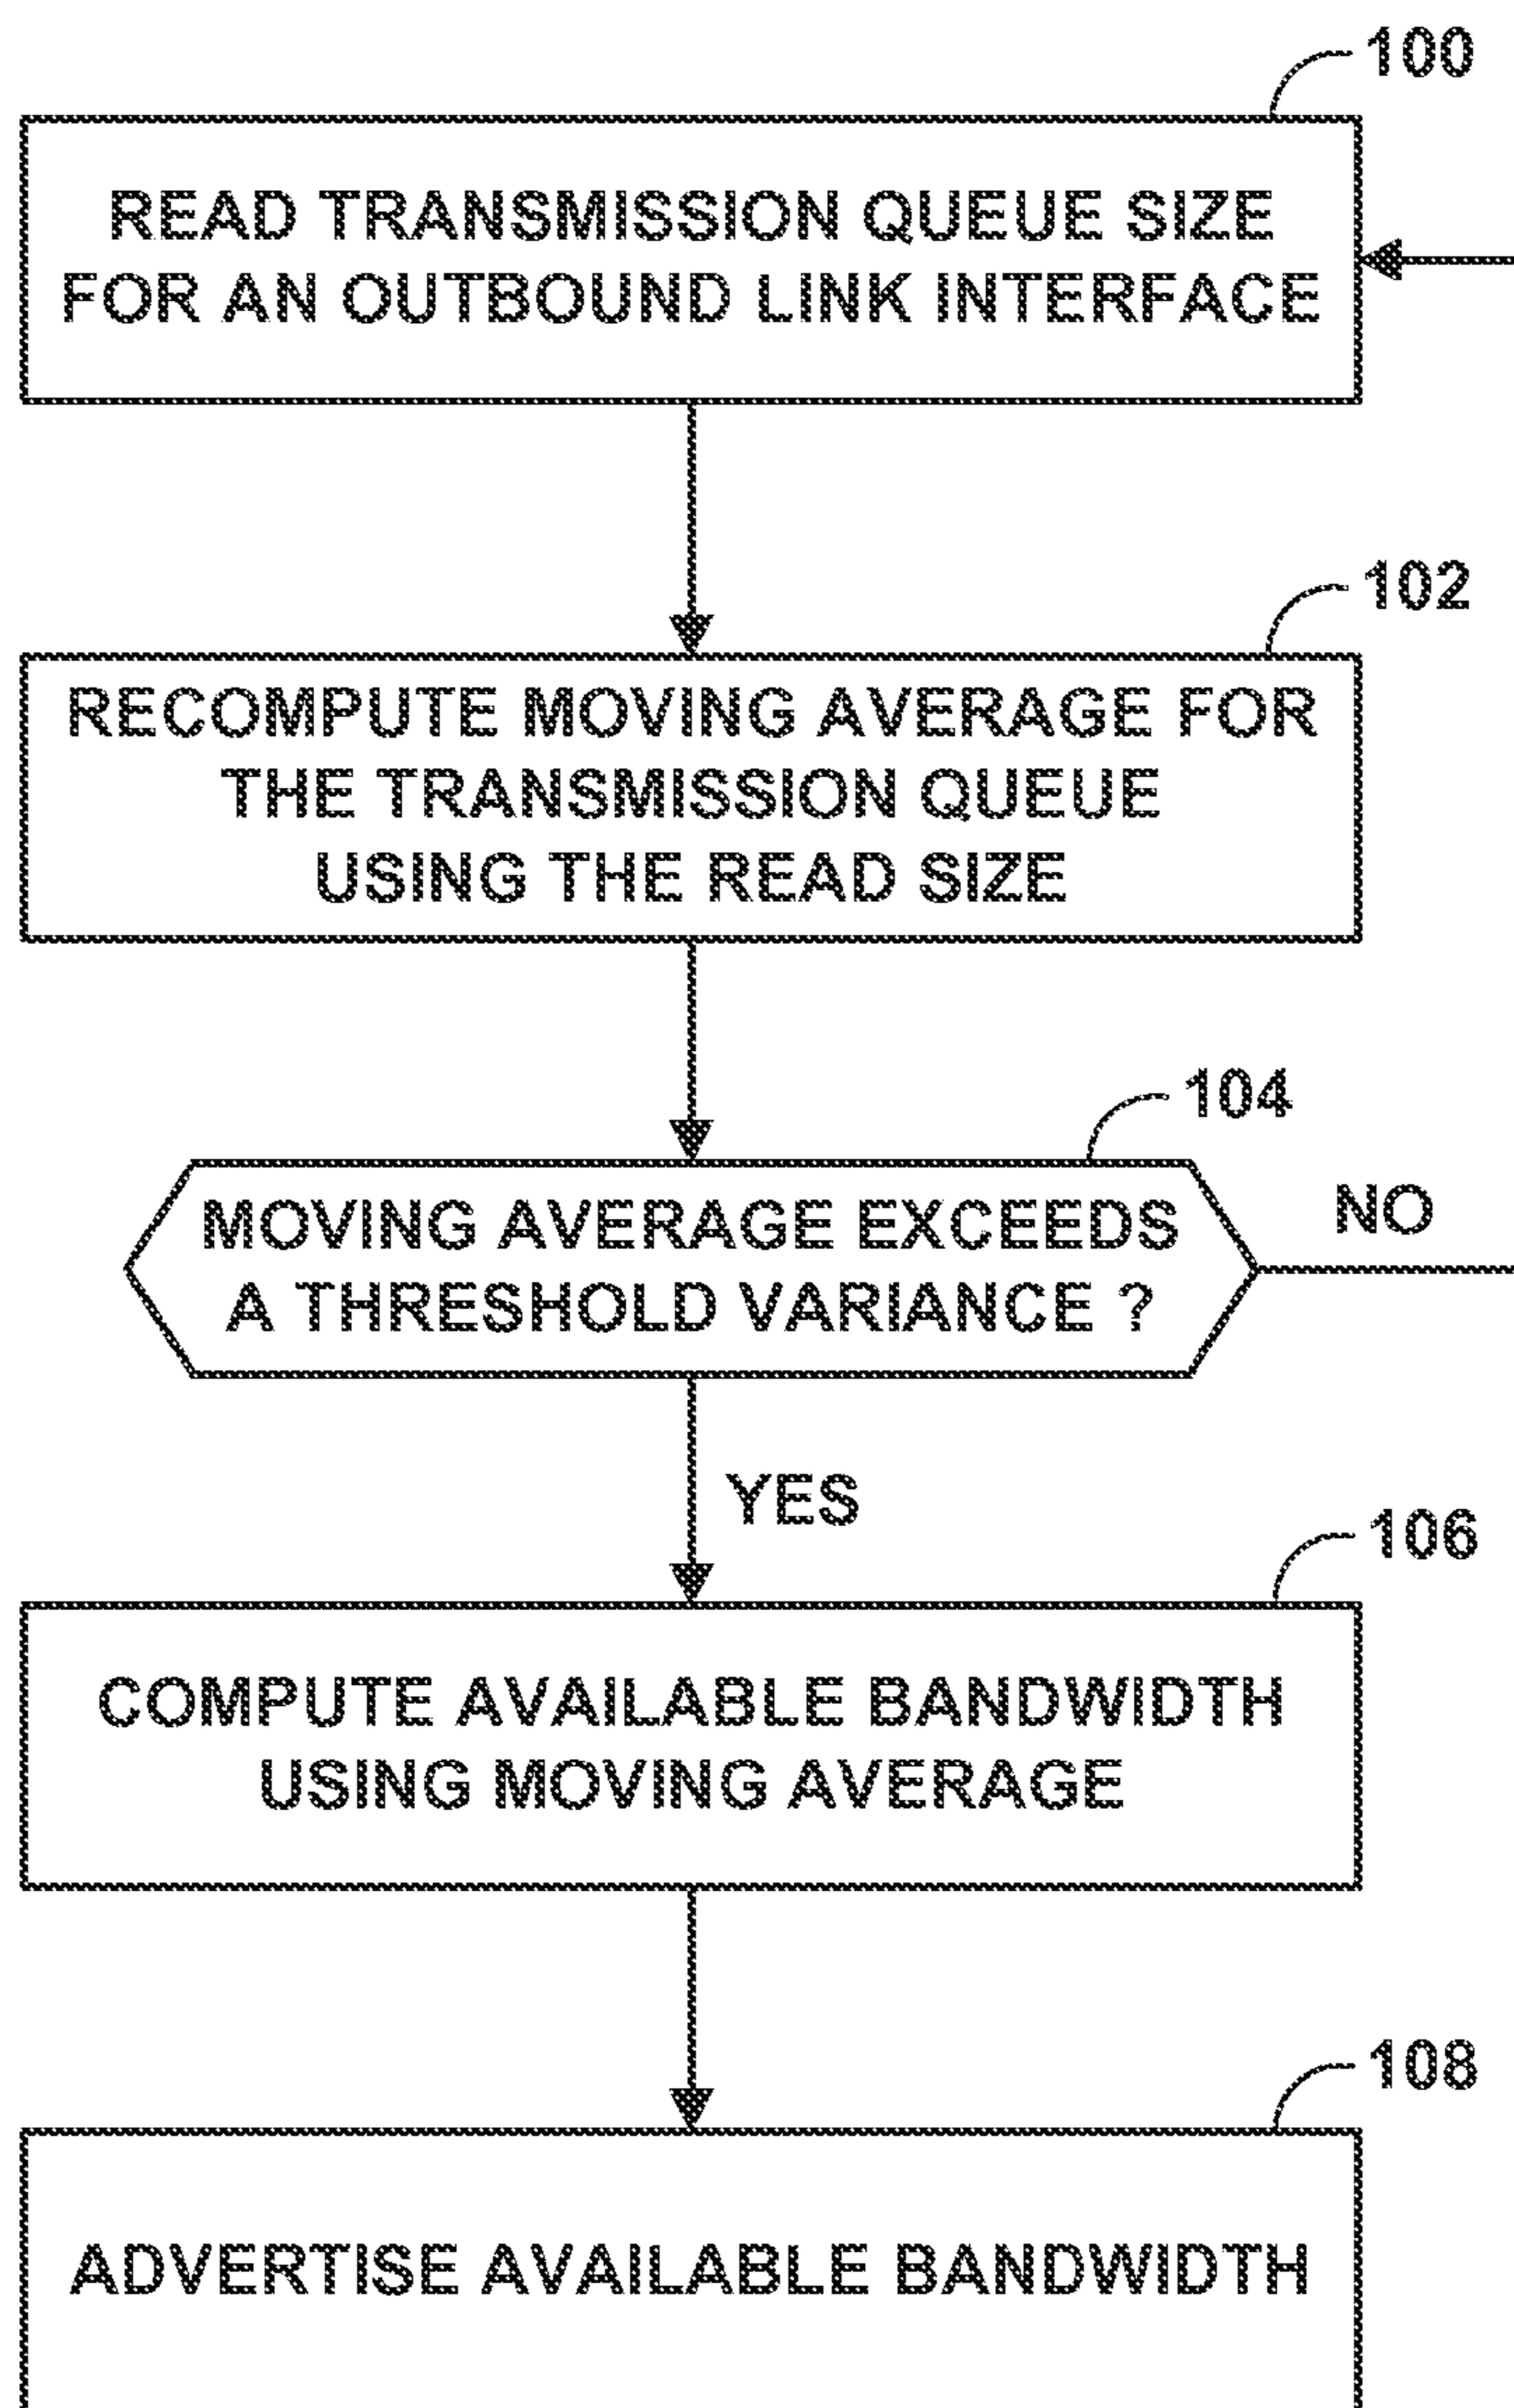 100
READ TRANSMISSION QUEUE SIZE
FOR AN OUTBOUND LINK INTERFACE
102
RECOMPUTE MOVING AVERAGE FOR
THE TRANSMISSION QUEUE
USING THE READ SIZE
104
MOVING AVERAGE EXCEEDS
A THRESHOLD VARIANCE ?
NO
YES
106
COMPUTE AVAILABLE BANDWIDTH
USING MOVING AVERAGE
108
ADVERTISE AVAILABLE BANDWIDTH